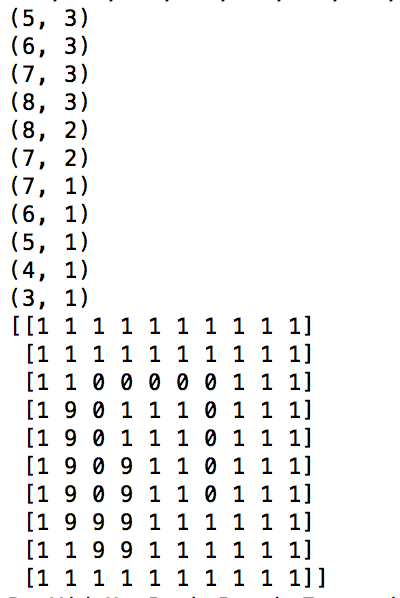 (5, 3)
(6, 3)
(7, 3)
(8, 3)
(8, 2)
(7, 2)
(7, 1)
(6, 1)
(5, 1)
(4, 1)
(3, 1)
[[1 1 1 1 1 1 1 1 1 1]
[1 1 1 1 1 1 1 1 1 1]
[1 1 0 0 0 0 0 1 1 1]
[1 9 0 1 1 1 0 1 1 1]
[1 9 0 1 1 1 0 1 1 1]
[1 9 0 9 1 1 0 1 1 1]
[1 9 0 9 1 1 0 1 1 1]
[1 9 9 9 1 1 1 1 1 1]
[1 1 9 9 1 1 1 1 1 1]
[1 1 1 1 1 1 1 1 1 1]]